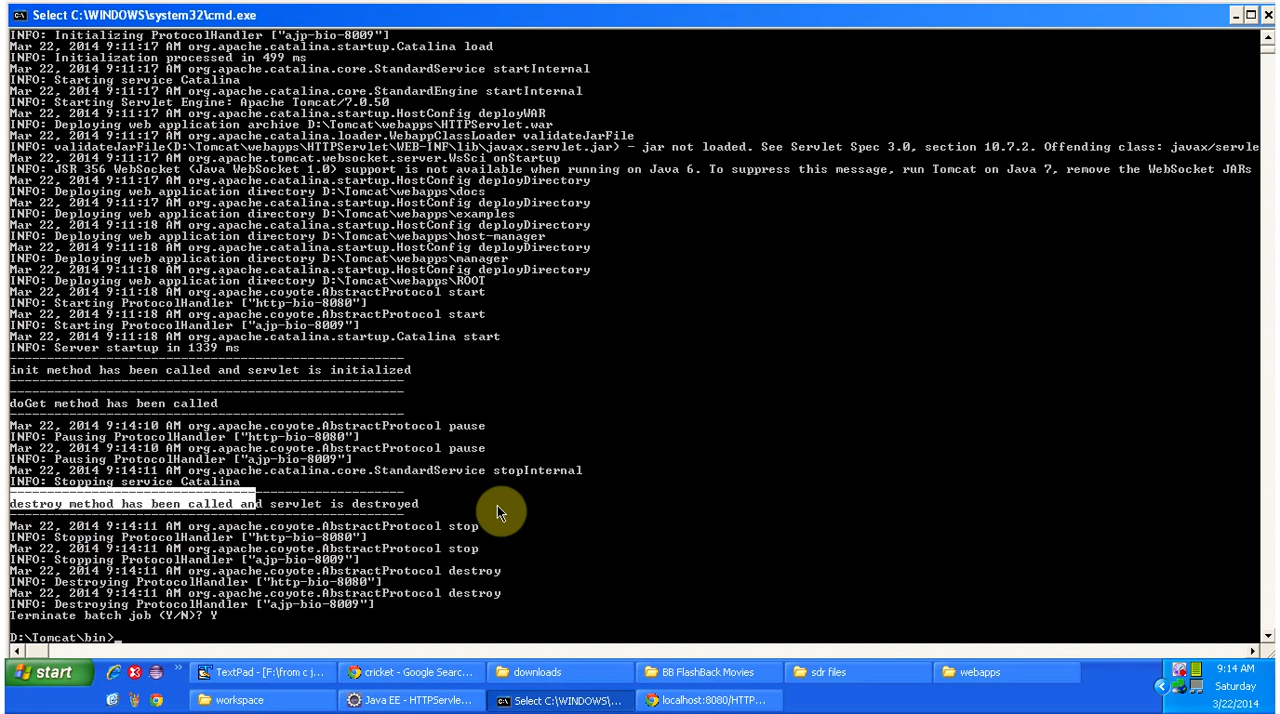 Select C:\WINDOWS\system32\cmd.exe
INFO: Initializing ProtocolHandler ["ajp-bio-8009"]
Mar 22, 2014 9:11:17 AM org.apache.catalina.startup.Catalina load
INFO: Initialization processed in 499 ms
Mar 22, 2014 9:11:17 AM org.apache.catalina.core.StandardService startInternal
INFO: Starting service Catalina
Mar 22, 2014 9:11:17 AM org.apache.catalina.core.StandardEngine startInternal
INFO: Starting Servlet Engine: Apache Tomcat/7.0.50
Mar 22, 2014 9:11:17 AM org.apache.catalina.startup.HostConfig deployWAR
INFO: Deploying web application archive D:\Tomcat\webapps\HTTPServlet.war
Mar 22, 2014 9:11:17 AM org.apache.catalina.loader.WebappClassLoader validateJarFile
INFO: validateJarFile(D:\Tomcat\webapps\HTTPServlet\WEB-INF\lib\javax.servlet.jar) - jar not loaded. See Servlet Spec 3.0, section 10.7.2. Offending class: javax/servle
Mar 22, 2014 9:11:17 AM org.apache.tomcat.websocket.server.WsSci onStartup
INFO: JSR 356 WebSocket (Java WebSocket 1.0) support is not available when running on Java 6. To suppress this message, run Tomcat on Java 7, remove the WebSocket JARs
Mar 22, 2014 9:11:17 AM org.apache.catalina.startup.HostConfig deployDirectory
INFO: Deploying web application directory D:\Tomcat\webapps\docs
Mar 22, 2014 9:11:17 AM org.apache.catalina.startup.HostConfig deployDirectory
INFO: Deploying web application directory D:\Tomcat\webapps\examples
Mar 22, 2014 9:11:18 AM org.apache.catalina.startup.HostConfig deployDirectory
INFO: Deploying web application directory D:\Tomcat\webapps\host-manager
Mar 22, 2014 9:11:18 AM org.apache.catalina.startup.HostConfig deployDirectory
INFO: Deploying web application directory D:\Tomcat\webapps\manager
Mar 22, 2014 9:11:18 AM org.apache.catalina.startup.HostConfig deployDirectory
INFO: Deploying web application directory D:\Tomcat\webapps\ROOT
Mar 22, 2014 9:11:18 AM org.apache.coyote.AbstractProtocol start
INFO: Starting ProtocolHandler ["http-bio-8080"]
Mar 22, 2014 9:11:18 AM org.apache.coyote.AbstractProtocol start
INFO: Starting ProtocolHandler ["ajp-bio-8009"]
Mar 22, 2014 9:11:18 AM org.apache.catalina.startup.Catalina start
INFO: Server startup in 1339 ms
-----------------------------------------------------
init method has been called and servlet is initialized
-----------------------------------------------------
-----------------------------------------------------
doGet method has been called
-----------------------------------------------------
Mar 22, 2014 9:14:10 AM org.apache.coyote.AbstractProtocol pause
INFO: Pausing ProtocolHandler ["http-bio-8080"]
Mar 22, 2014 9:14:10 AM org.apache.coyote.AbstractProtocol pause
INFO: Pausing ProtocolHandler ["ajp-bio-8009"]
Mar 22, 2014 9:14:11 AM org.apache.catalina.core.StandardService stopInternal
INFO: Stopping service Catalina
-----------------------------------------------------
destroy method has been called and servlet is destroyed
-----------------------------------------------------
Mar 22, 2014 9:14:11 AM org.apache.coyote.AbstractProtocol stop
INFO: Stopping ProtocolHandler ["http-bio-8080"]
Mar 22, 2014 9:14:11 AM org.apache.coyote.AbstractProtocol stop
INFO: Stopping ProtocolHandler ["ajp-bio-8009"]
Mar 22, 2014 9:14:11 AM org.apache.coyote.AbstractProtocol destroy
INFO: Destroying ProtocolHandler ["http-bio-8080"]
Mar 22, 2014 9:14:11 AM org.apache.coyote.AbstractProtocol destroy
INFO: Destroying ProtocolHandler ["ajp-bio-8009"]
Terminate batch job (Y/N)? Y
D:\Tomcat\bin>_
start
TextPad - [F:\from c j...
cricket - Google Searc...
downloads
BB FlashBack Movies
sdr files
webapps
9:14 AM
workspace
Java EE - HTTPServle...
Select C:\WINDOWS\...
localhost:8080/HTTP...
Saturday
3/22/2014